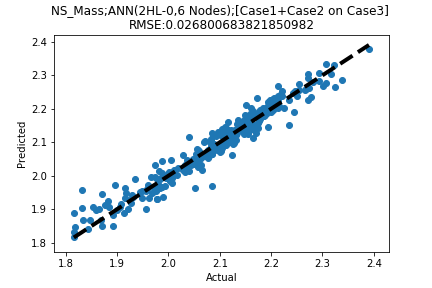 NS_Mass;ANN(2HL-0,6 Nodes);[Case1+Case2 on Case3]
RMSE:0.026800683821850982
2.4
2.3
2.2
2.1
2.0
1.9
1.8
Predicted
1.8 1.9 2.0 2.1 2.2 2.3 2.4
Actual